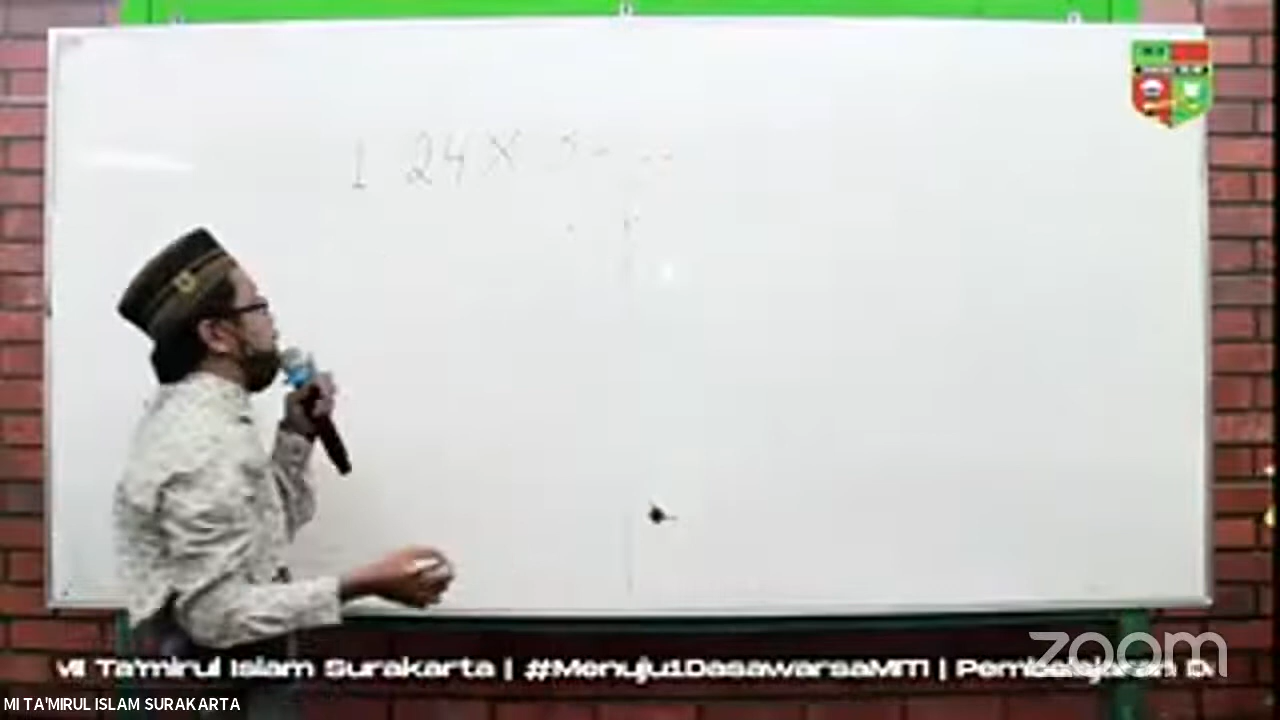 1 24 X
zoom
MI Ta'mirul Islam Surakarta | #Menuju1DasawarsaMITI | Pembelajaran D
MI TA'MIRUL ISLAM SURAKARTA